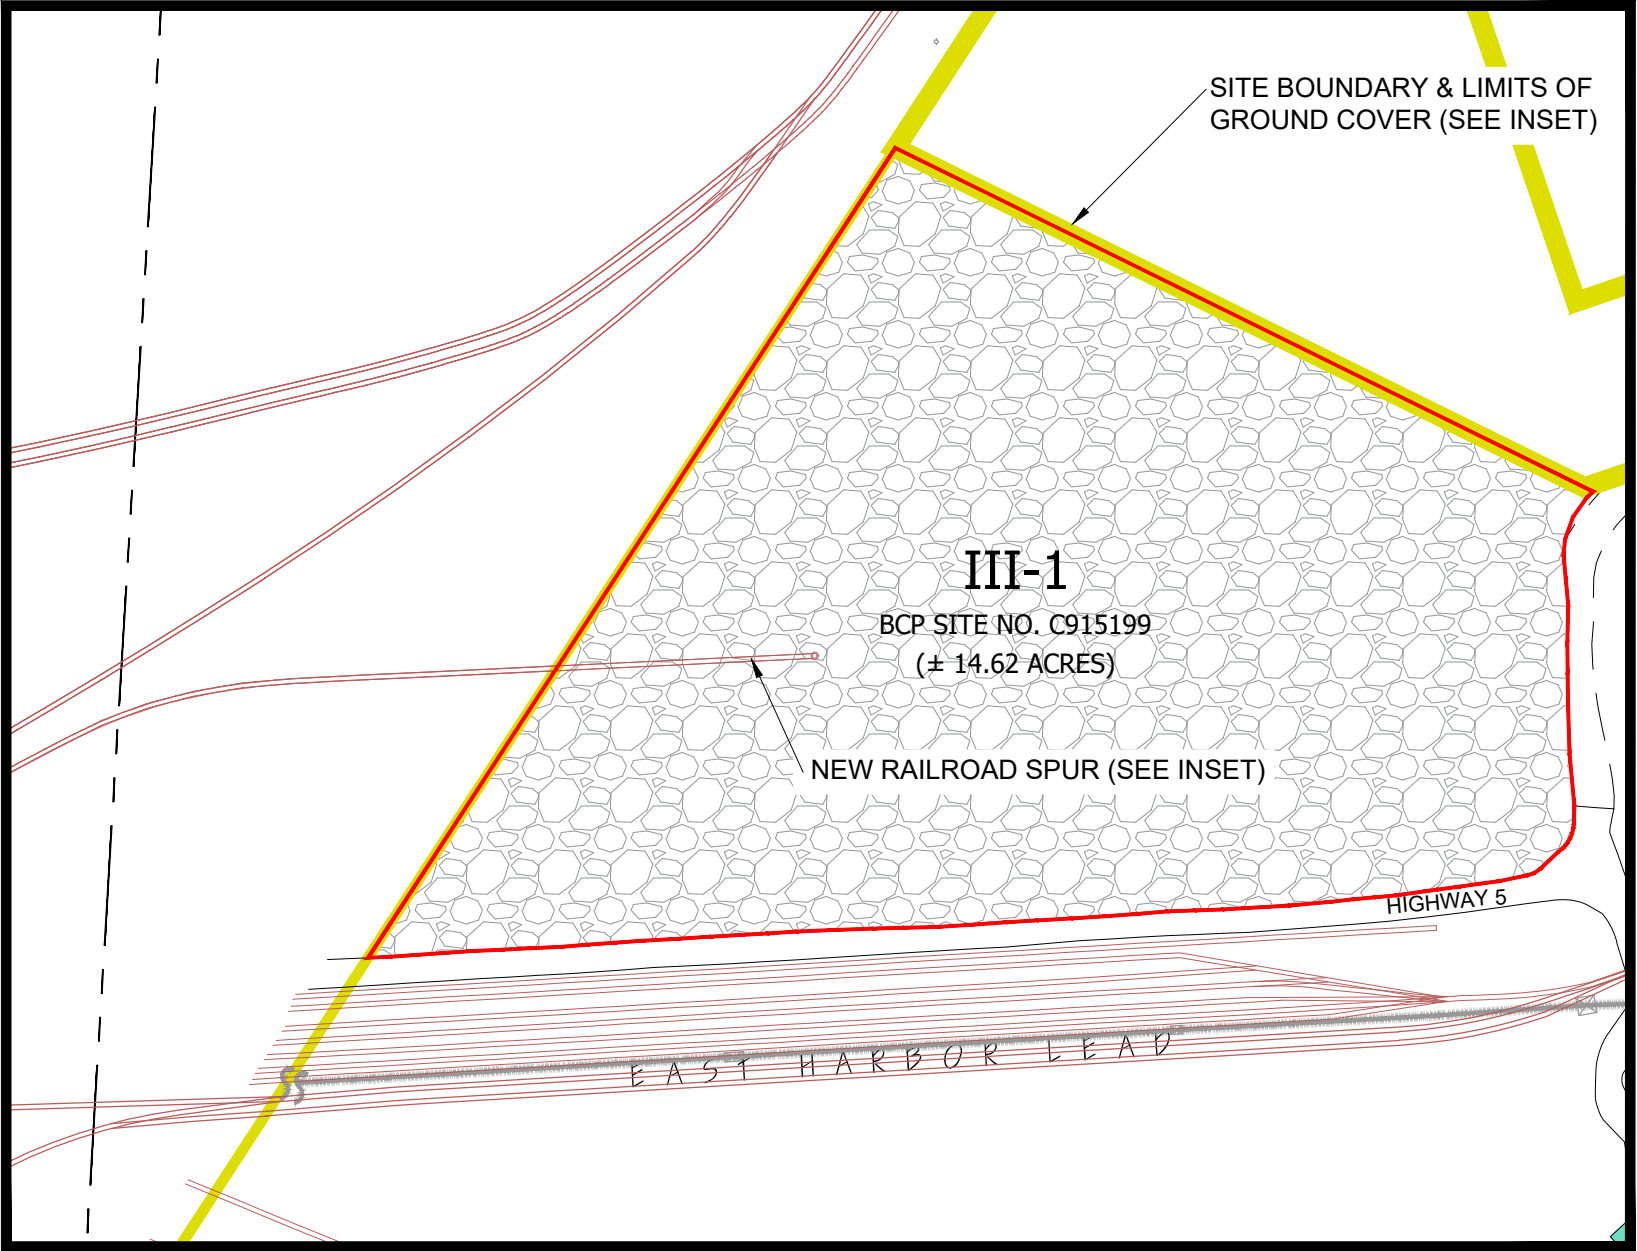 SITE BOUNDARY & LIMITS OF
GROUND COVER (SEE INSET)
III-1
BCP SITE NO. C915199
(± 14.62 ACRES)
NEW RAILROAD SPUR (SEE INSET)
HIGHWAY 5
EAST HARBOR LEAD